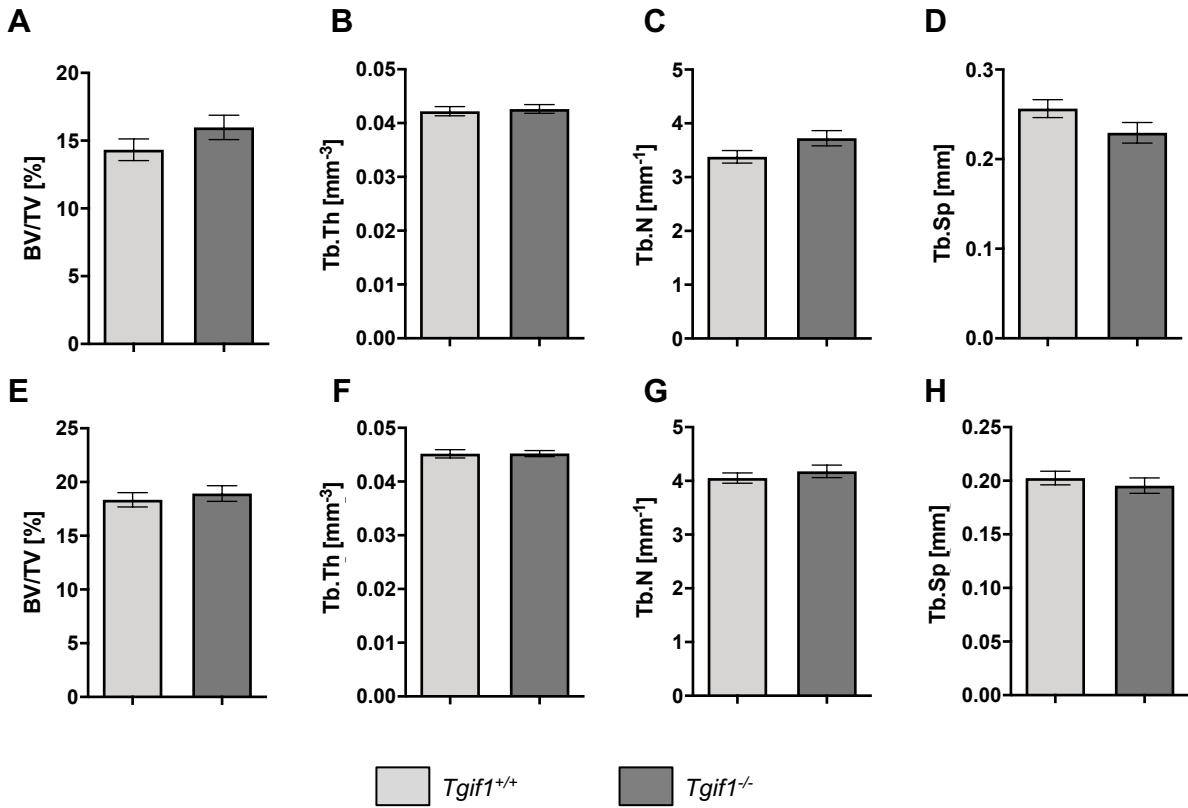 A
BV/TV [%]
20
15
10
5
0
B
Tb.Th [mm⁻³]
0.05
0.04
0.03
0.02
0.01
0.00
C
Tb.N [mm⁻¹]
5
4
3
2
1
0
D
Tb.Sp [mm]
0.3
0.2
0.1
0.0
E
BV/TV [%]
25
20
15
10
5
0
F
Tb.Th [mm⁻³]
0.05
0.04
0.03
0.02
0.01
0.00
G
Tb.N [mm⁻¹]
5
4
3
2
1
0
H
Tb.Sp [mm]
0.25
0.20
0.15
0.10
0.05
0.00
Tgif1⁺/⁺
Tgif1⁻/⁻